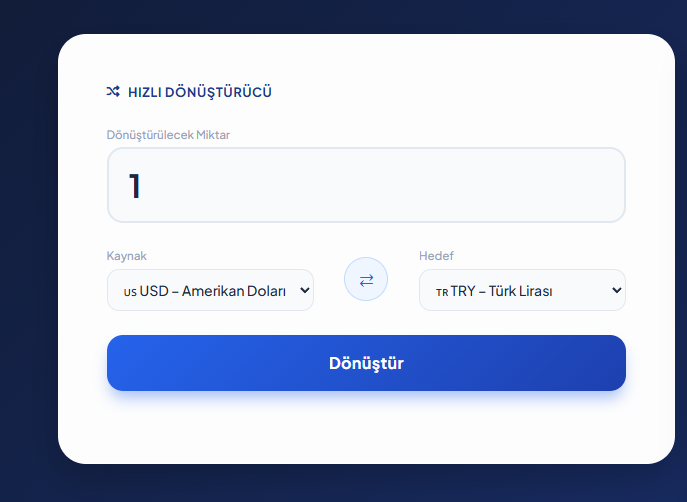 HIZLI DÖNÜŞTÜRÜCÜ
Dönüştürülecek Miktar
1
Kaynak
Hedef
US USD – Amerikan Doları
TR TRY – Türk Lirası
Dönüştür